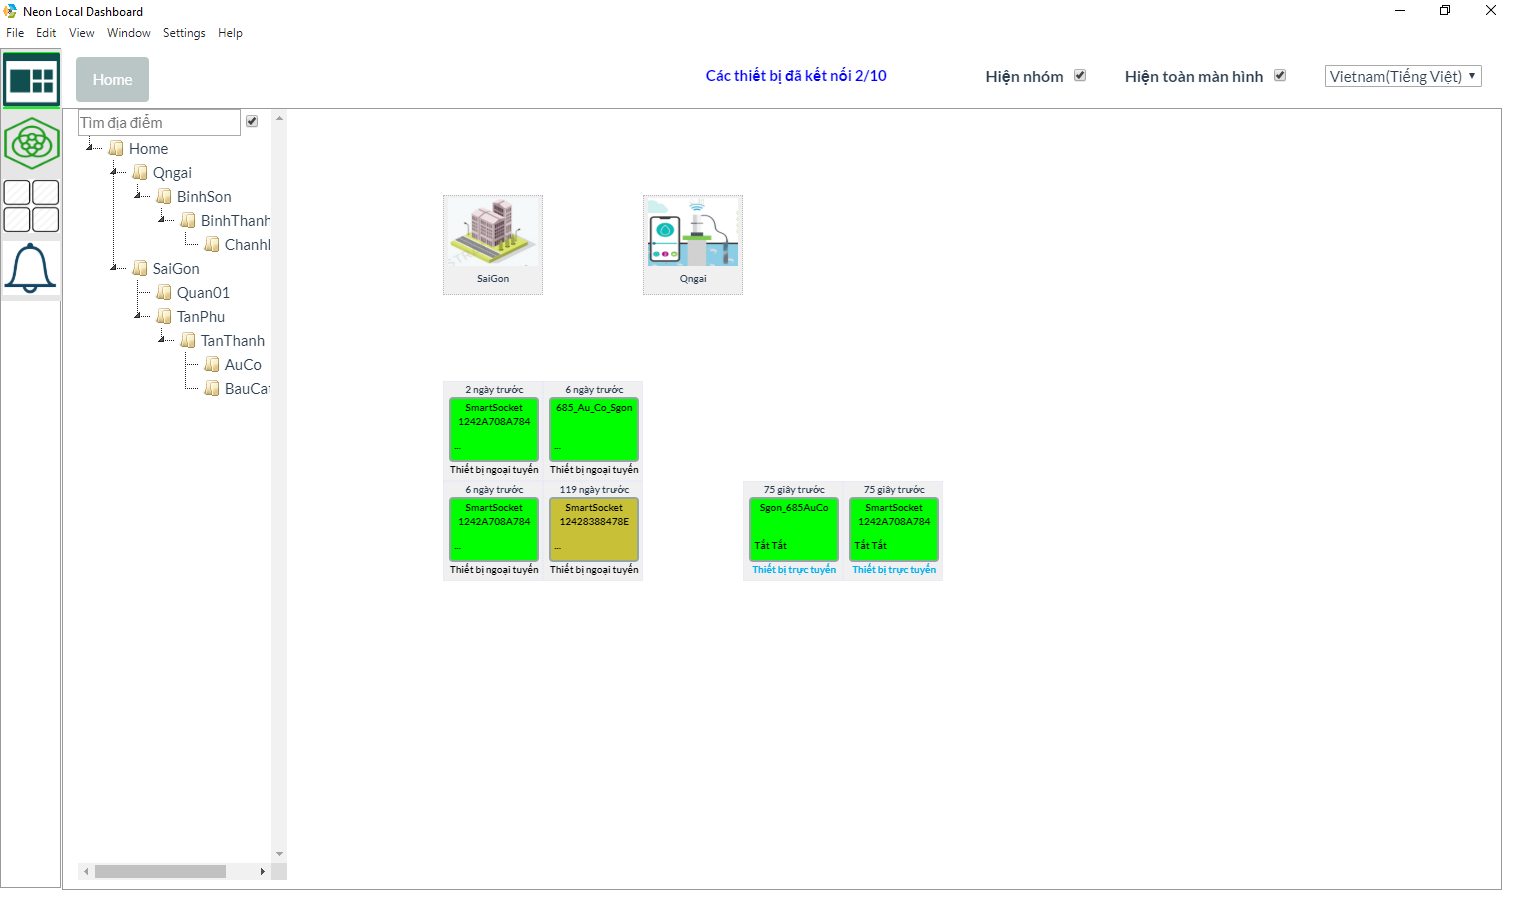 Neon Local Dashboard
File Edit View Window Settings Help
Home
Các thiết bị đã kết nối 2/10
Hiện nhóm
Hiện toàn màn hình
Vietnam(Tiếng Việt)
Tìm địa điểm
Home
Qngai
BinhSon
BinhThanh
SaiGon
Quan01
TanPhu
TanThanh
AuCo
SaiGon
Qngai
2 ngày trước
SmartSocket
1242A708A784
...
Thiết bị ngoại tuyến
6 ngày trước
685_Au_Co_Sgon
...
Thiết bị ngoại tuyến
6 ngày trước
SmartSocket
1242A708A784
...
Thiết bị ngoại tuyến
119 ngày trước
SmartSocket
12428388478E
...
Thiết bị ngoại tuyến
75 giây trước
Sgon_685AuCo
Tắt Tắt
Thiết bị trực tuyến
75 giây trước
SmartSocket
1242A708A784
Tắt Tắt
Thiết bị trực tuyến